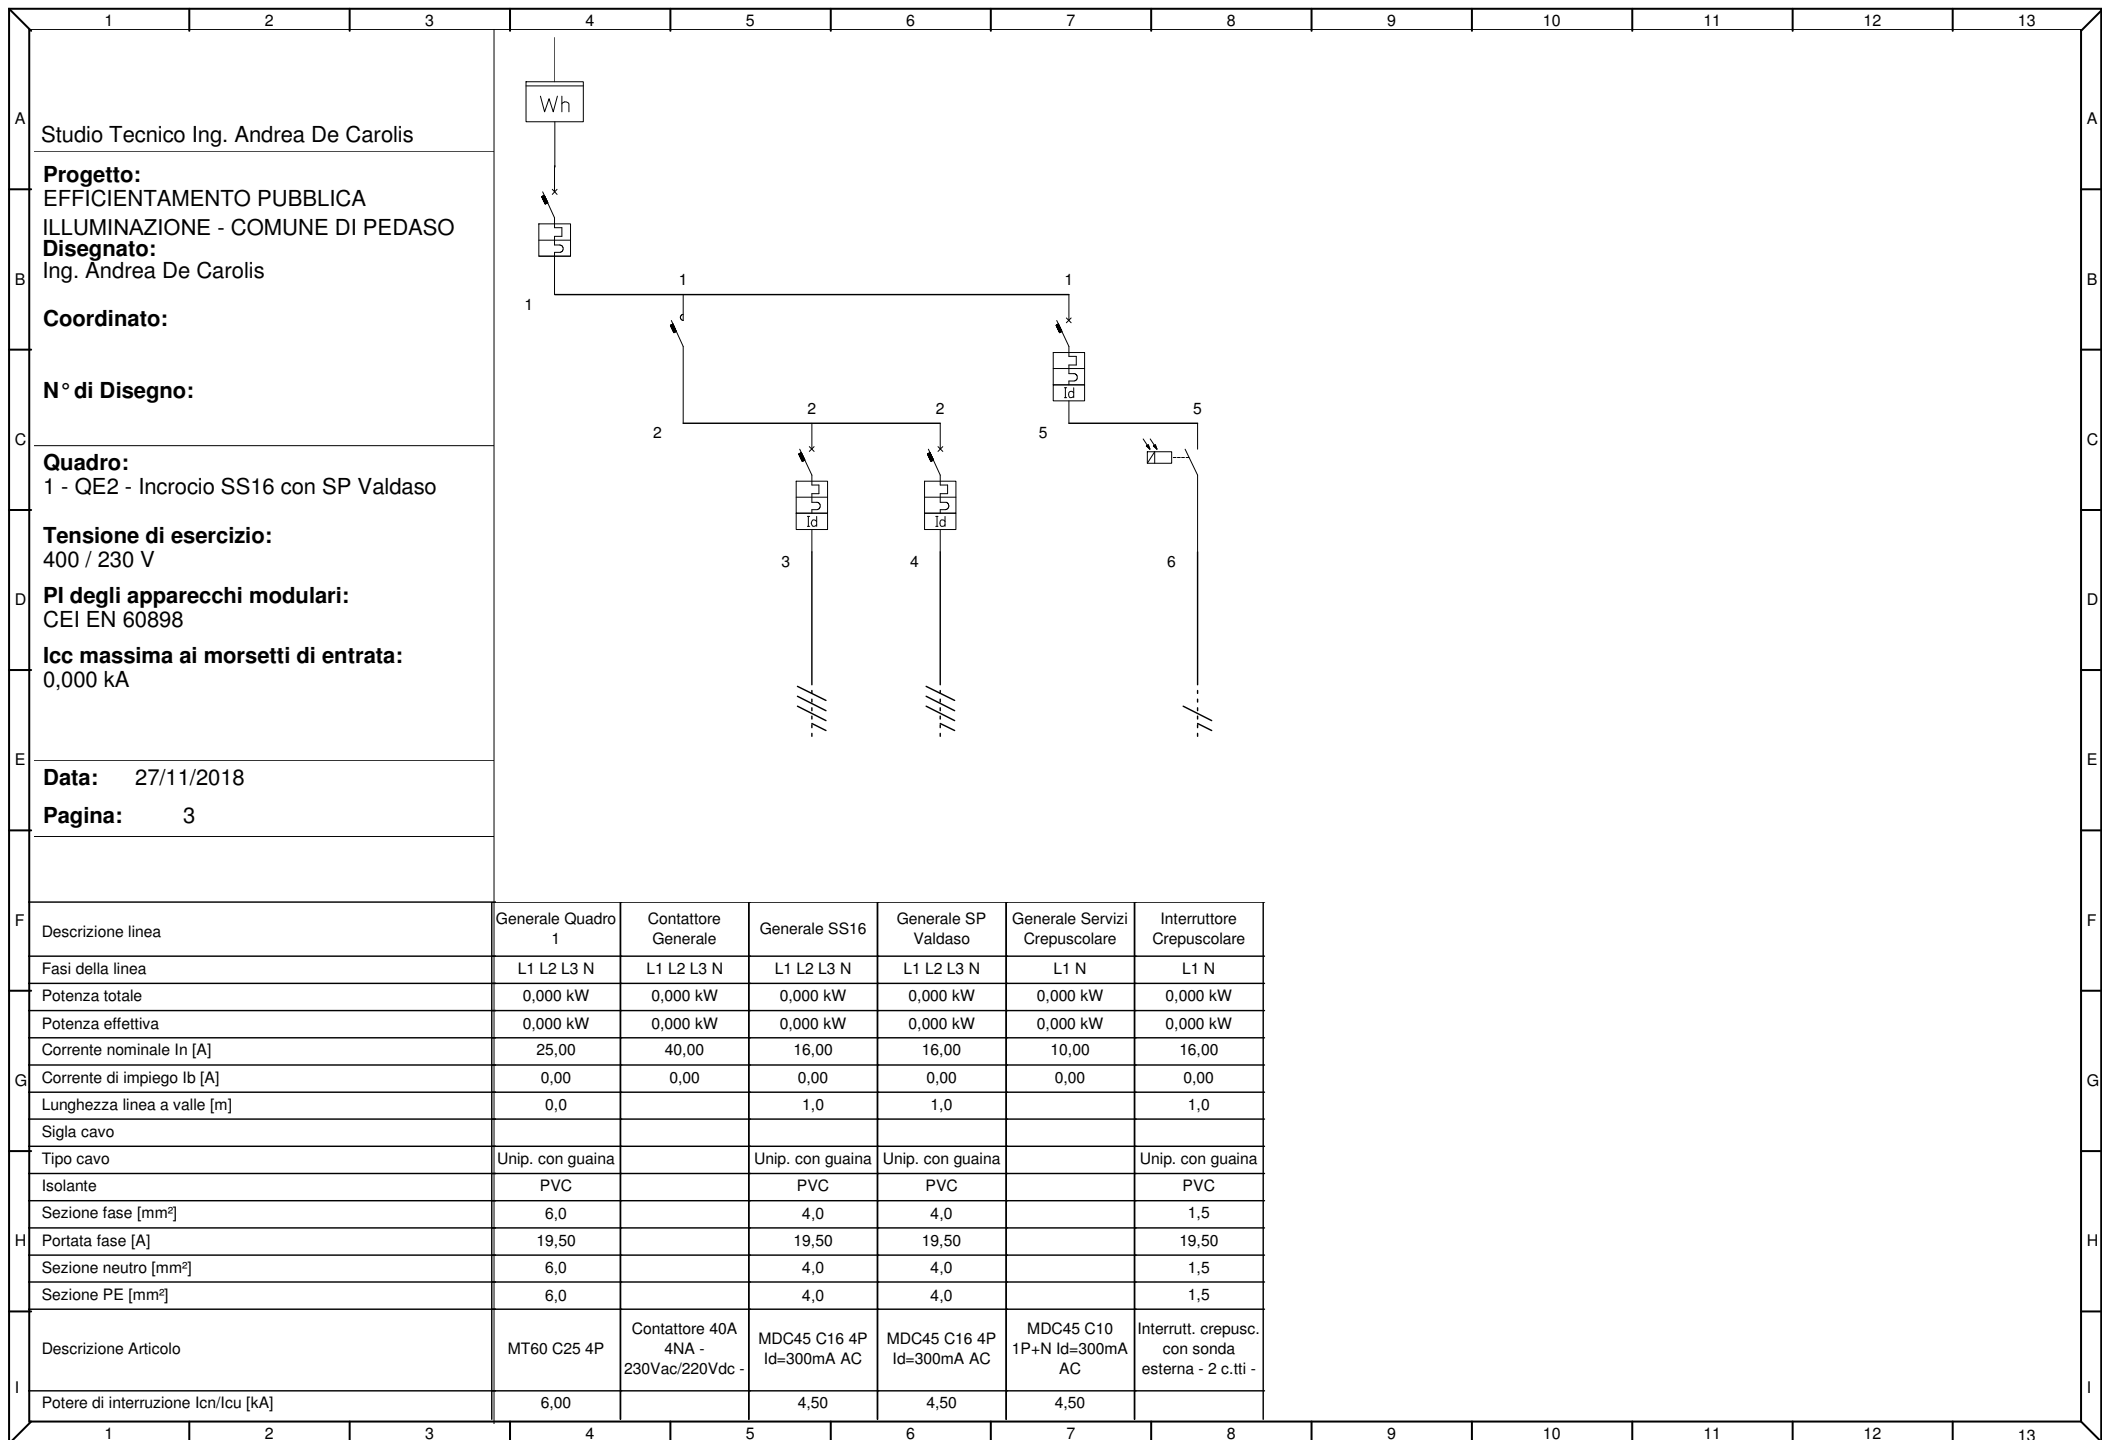 1 2 3 4 5 6 7 8 9 10 11 12 13
A A
B B
C C
D D
E E
F F
G G
H H
I I
Studio Tecnico Ing. Andrea De Carolis
Progetto:
EFFICIENTAMENTO PUBBLICA
ILLUMINAZIONE - COMUNE DI PEDASO
Disegnato:
Ing. Andrea De Carolis
Coordinato:
N° di Disegno:
Quadro:
1 - QE2 - Incrocio SS16 con SP Valdaso
Tensione di esercizio:
400 / 230 V
PI degli apparecchi modulari:
CEI EN 60898
Icc massima ai morsetti di entrata:
0,000 kA
Data: 27/11/2018
Pagina: 3
Wh
1 1
1
Id
2 2 5
2 5
Id Id
3 4 6
Descrizione linea Generale Quadro 1 Contattore Generale Generale SS16 Generale SP Valdaso Generale Servizi Crepuscolare Interruttore Crepuscolare
Fasi della linea L1 L2 L3 N L1 L2 L3 N L1 L2 L3 N L1 L2 L3 N L1 N L1 N
Potenza totale 0,000 kW 0,000 kW 0,000 kW 0,000 kW 0,000 kW 0,000 kW
Potenza effettiva 0,000 kW 0,000 kW 0,000 kW 0,000 kW 0,000 kW 0,000 kW
Corrente nominale In [A] 25,00 40,00 16,00 16,00 10,00 16,00
Corrente di impiego Ib [A] 0,00 0,00 0,00 0,00 0,00 0,00
Lunghezza linea a valle [m] 0,0 1,0 1,0 1,0
Sigla cavo
Tipo cavo Unip. con guaina Unip. con guaina Unip. con guaina Unip. con guaina
Isolante PVC PVC PVC PVC
Sezione fase [mm²] 6,0 4,0 4,0 1,5
Portata fase [A] 19,50 19,50 19,50 19,50
Sezione neutro [mm²] 6,0 4,0 4,0 1,5
Sezione PE [mm²] 6,0 4,0 4,0 1,5
Descrizione Articolo MT60 C25 4P Contattore 40A 4NA - 230Vac/220Vdc - MDC45 C16 4P Id=300mA AC MDC45 C16 4P Id=300mA AC MDC45 C10 1P+N Id=300mA AC Interrutt. crepusc. con sonda esterna - 2 c.tti -
Potere di interruzione Icn/Icu [kA] 6,00 4,50 4,50 4,50
1 2 3 4 5 6 7 8 9 10 11 12 13